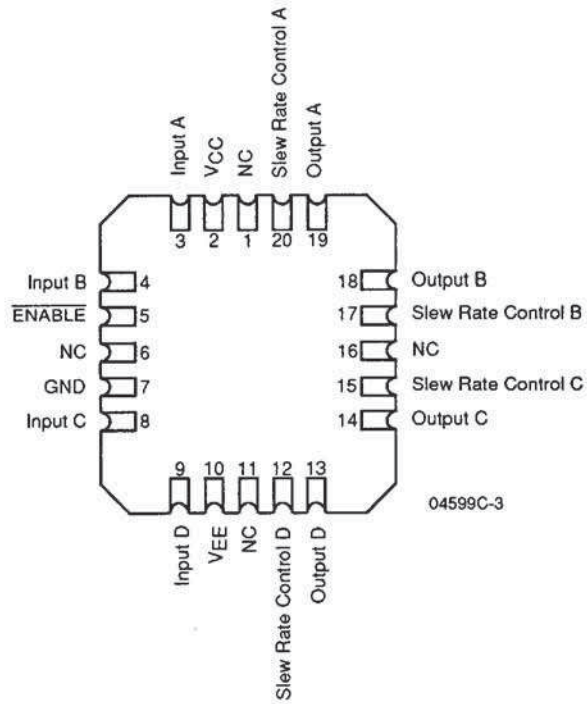 Input A
VCC
NC
Slew Rate Control A
Output A
3
2
1
20
19
Input B 4
ENABLE 5
NC 6
GND 7
Input C 8
18 Output B
17 Slew Rate Control B
16 NC
15 Slew Rate Control C
14 Output C
9
10
11
12
13
Input D
VEE
NC
Slew Rate Control D
Output D
04599C-3